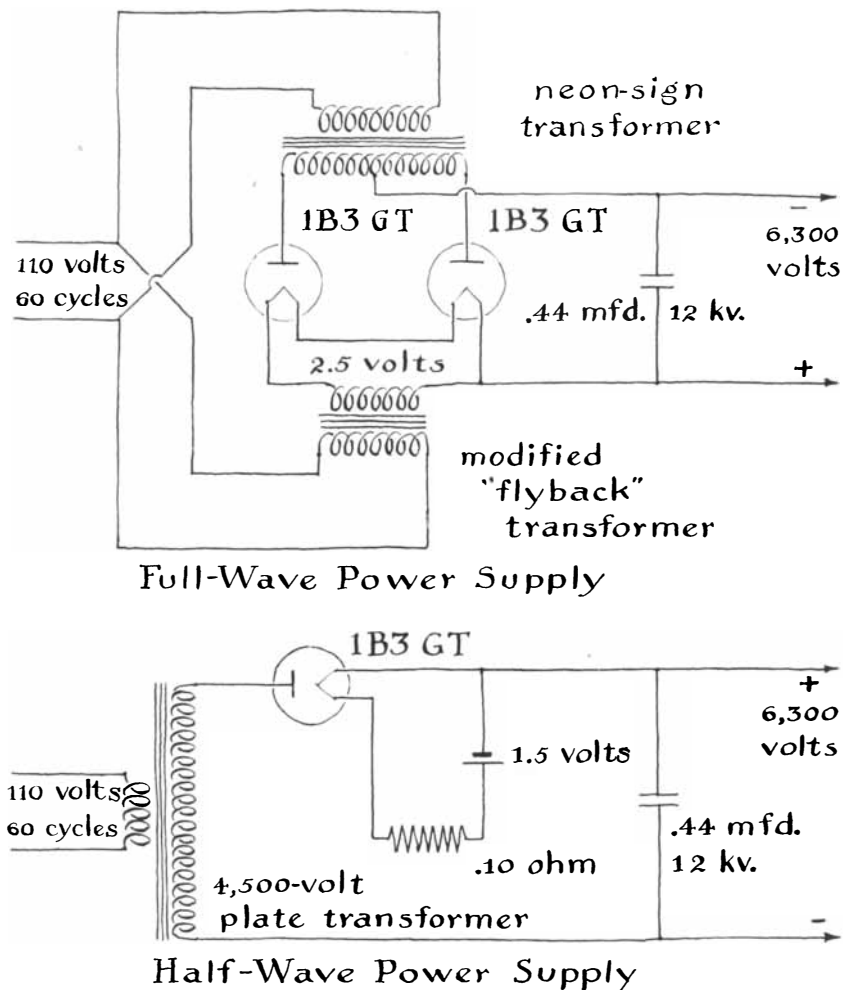 neon-sign
transformer
1B3 GT
1B3 GT
−
6,300
volts
110 volts
60 cycles
.44 mfd.
12 kv.
2.5 volts
+
modified
"flyback"
transformer
Full-Wave Power Supply
1B3 GT
+
6,300
volts
1.5 volts
110 volts
60 cycles
.44 mfd.
12 kv.
.10 ohm
4,500-volt
plate transformer
-
Half-Wave Power Supply